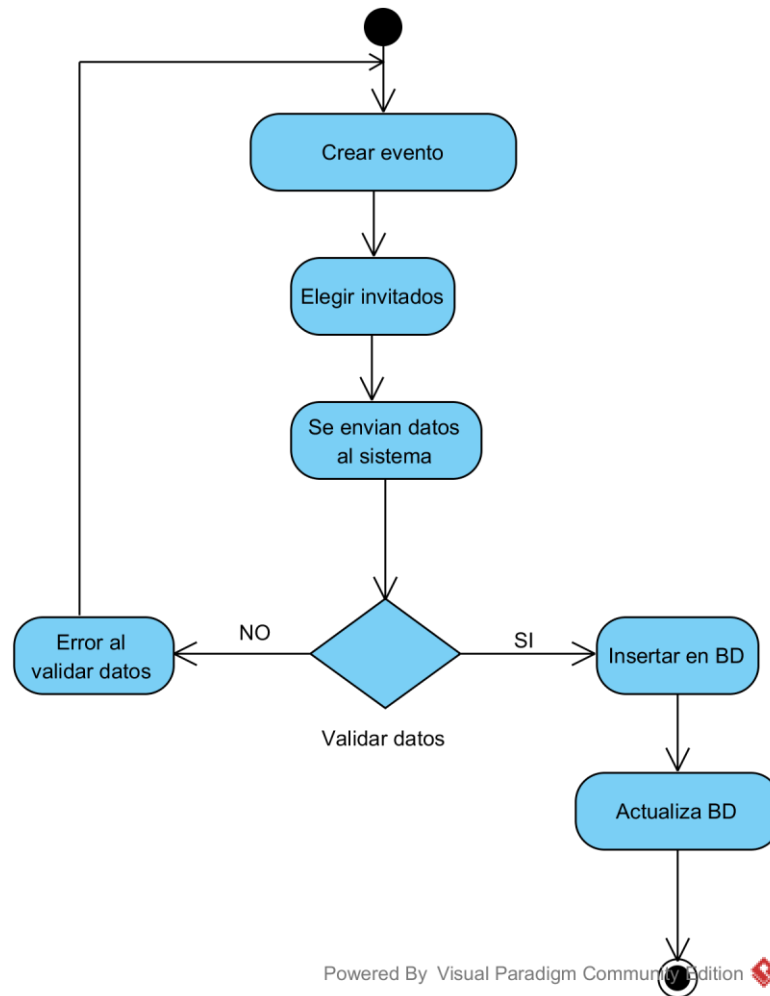 Crear evento
Elegir invitados
Se envian datos
al sistema
NO
SI
Error al
validar datos
Insertar en BD
Validar datos
Actualiza BD
Powered By Visual Paradigm Community Edition